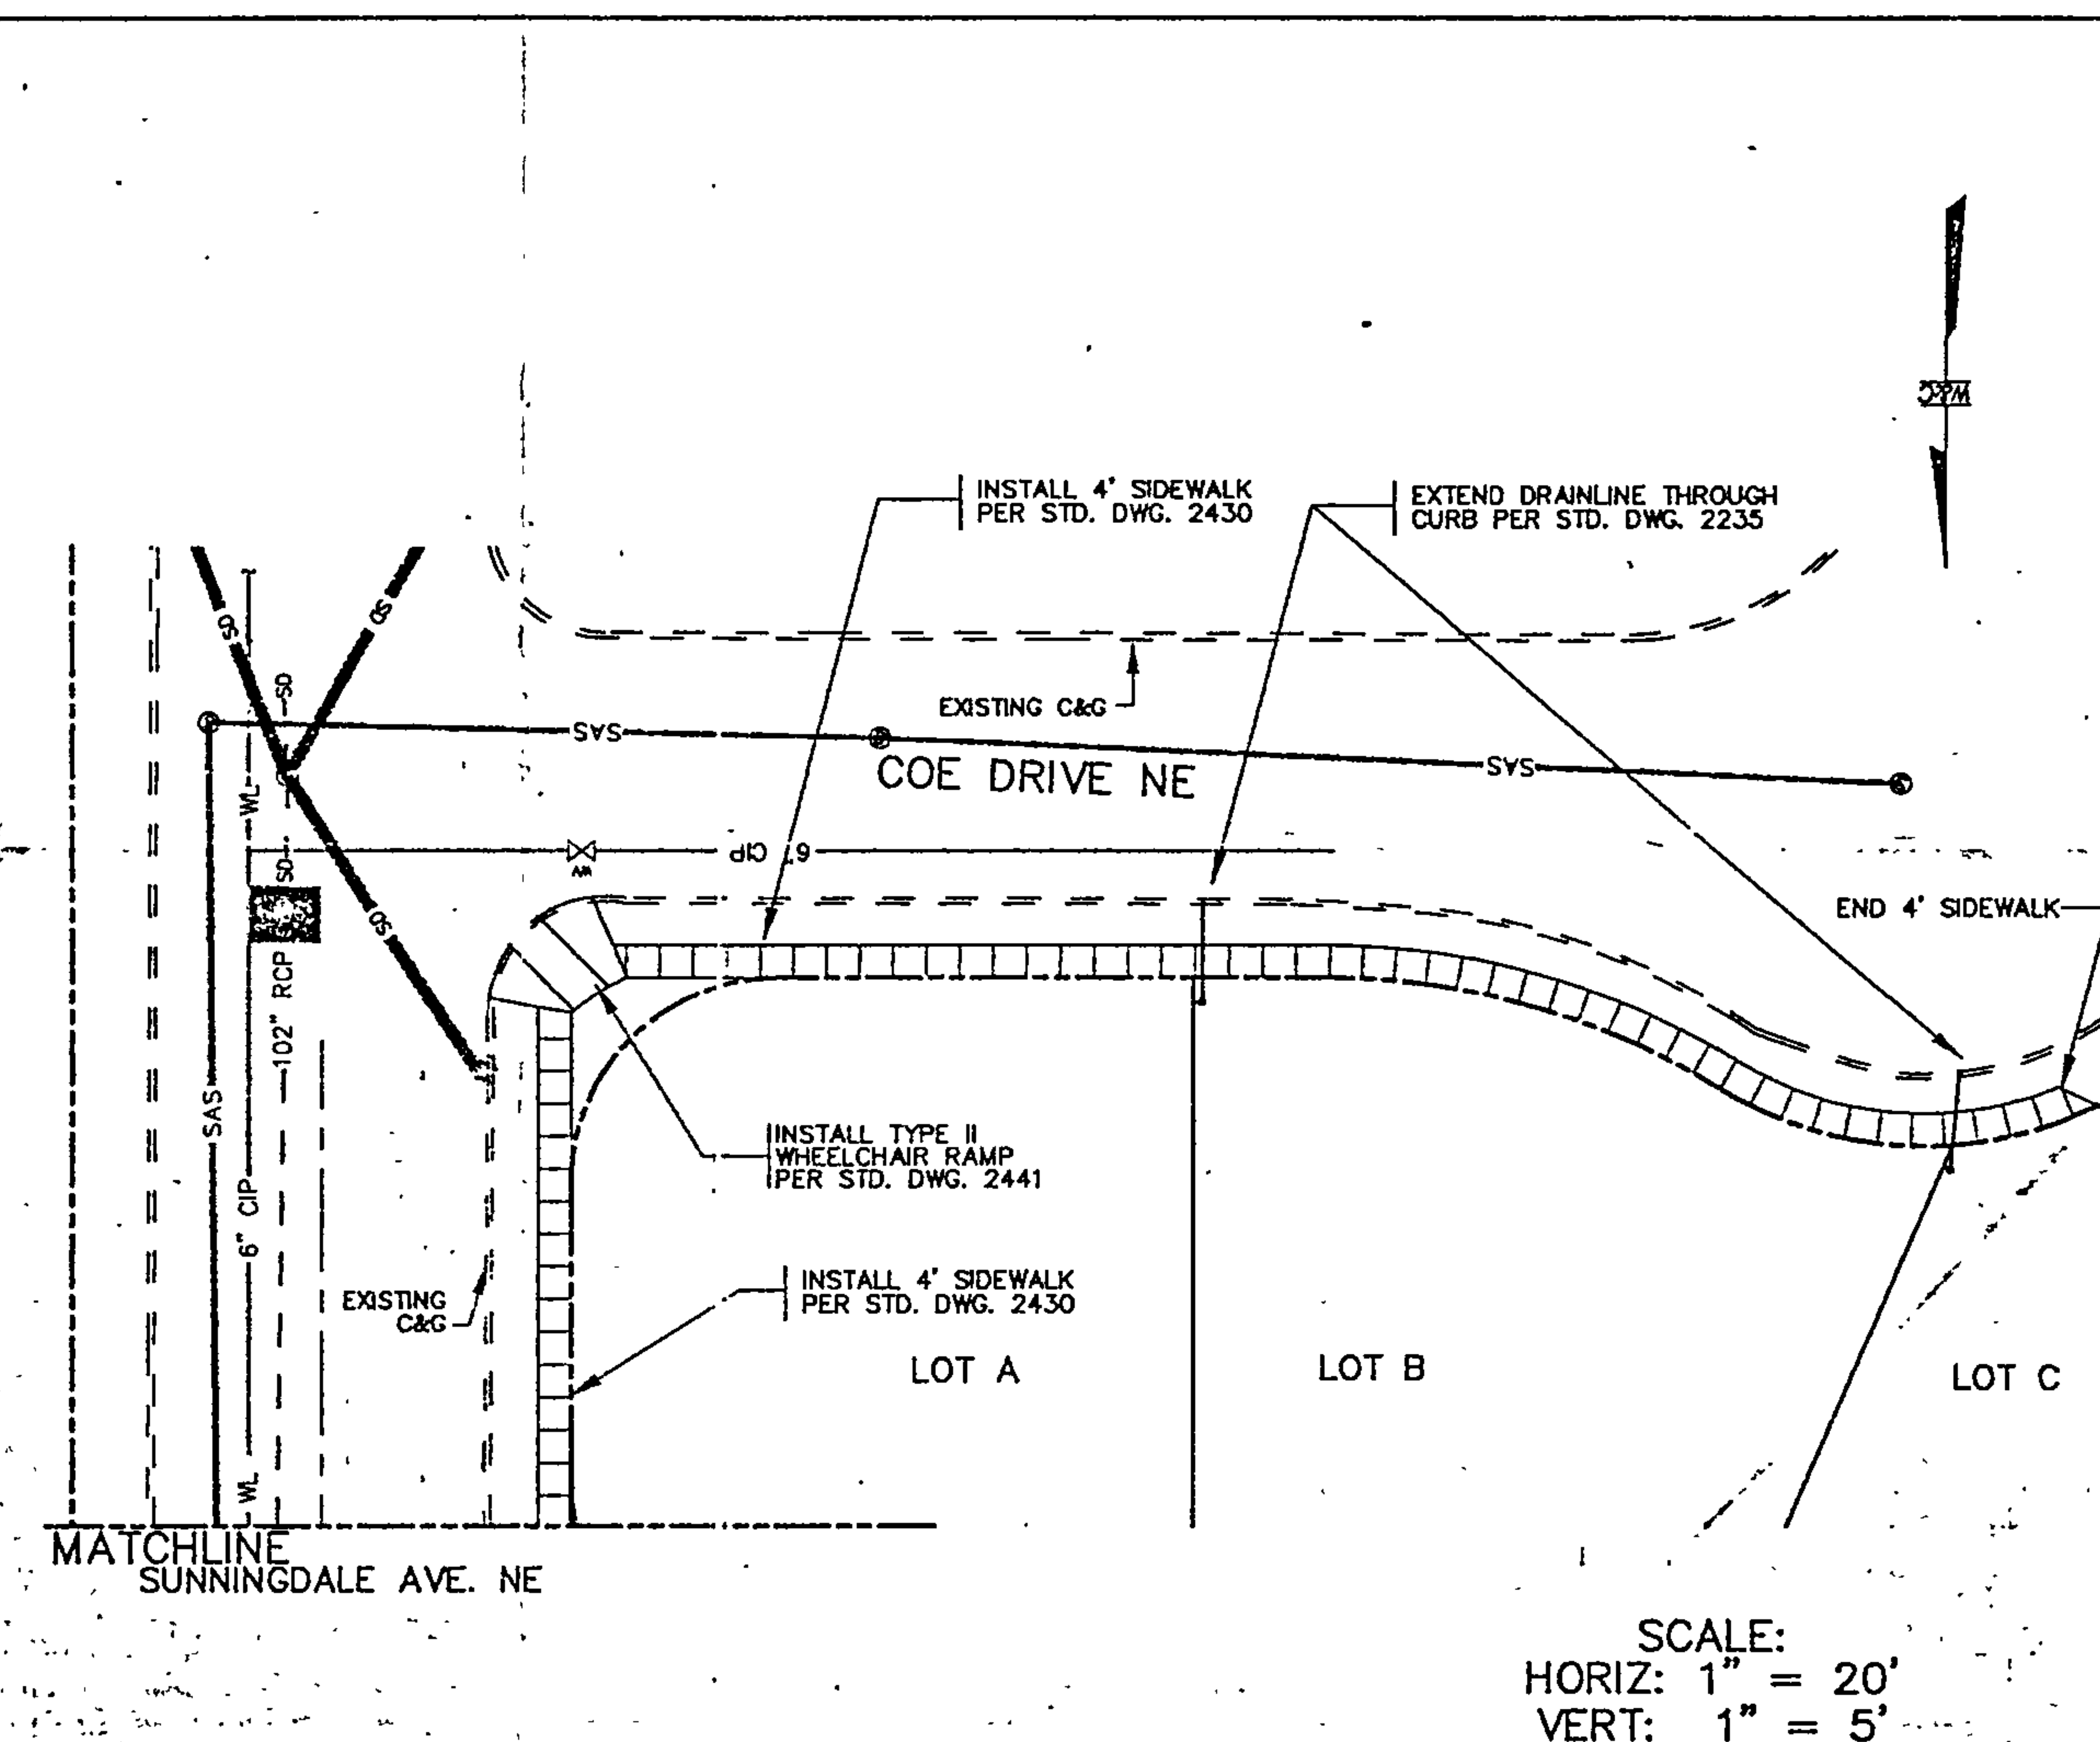 INSTALL 4' SIDEWALK
PER STD. DWG. 2430
EXTEND DRAINLINE THROUGH
CURB PER STD. DWG. 2235
SD
SD
SD
EXISTING C&G
SAS
SAS
COE DRIVE NE
WL
6" CIP
WV
SD
SD
END 4' SIDEWALK
102" RCP
SAS
INSTALL TYPE II
WHEELCHAIR RAMP
PER STD. DWG. 2441
6" CIP
INSTALL 4' SIDEWALK
PER STD. DWG. 2430
EXISTING
C&G
LOT A
LOT B
LOT C
WL
MATCHLINE
SUNNINGDALE AVE. NE
SCALE:
HORIZ: 1" = 20'
VERT: 1" = 5'